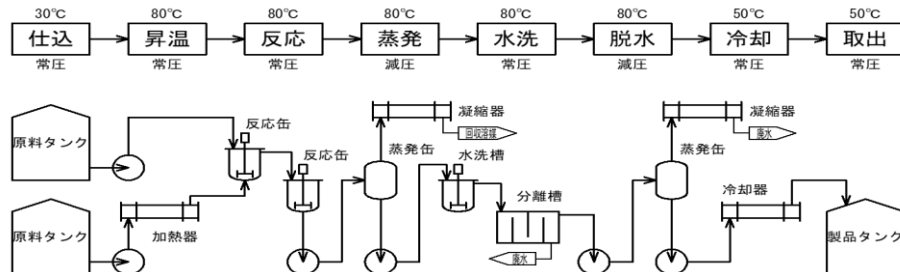 30℃ 80℃ 80℃ 80℃ 80℃ 80℃ 50℃ 50℃
仕込 昇温 反応 蒸発 水洗 脱水 冷却 取出
常圧 常圧 常圧 減圧 常圧 減圧 常圧 常圧
凝縮器 凝縮器
反応缶 回収溶媒 廃水
原料タンク 反応缶 水洗槽 蒸発缶
蒸発缶
分離槽 冷却器
原料タンク 加熱器 製品タンク
廃水